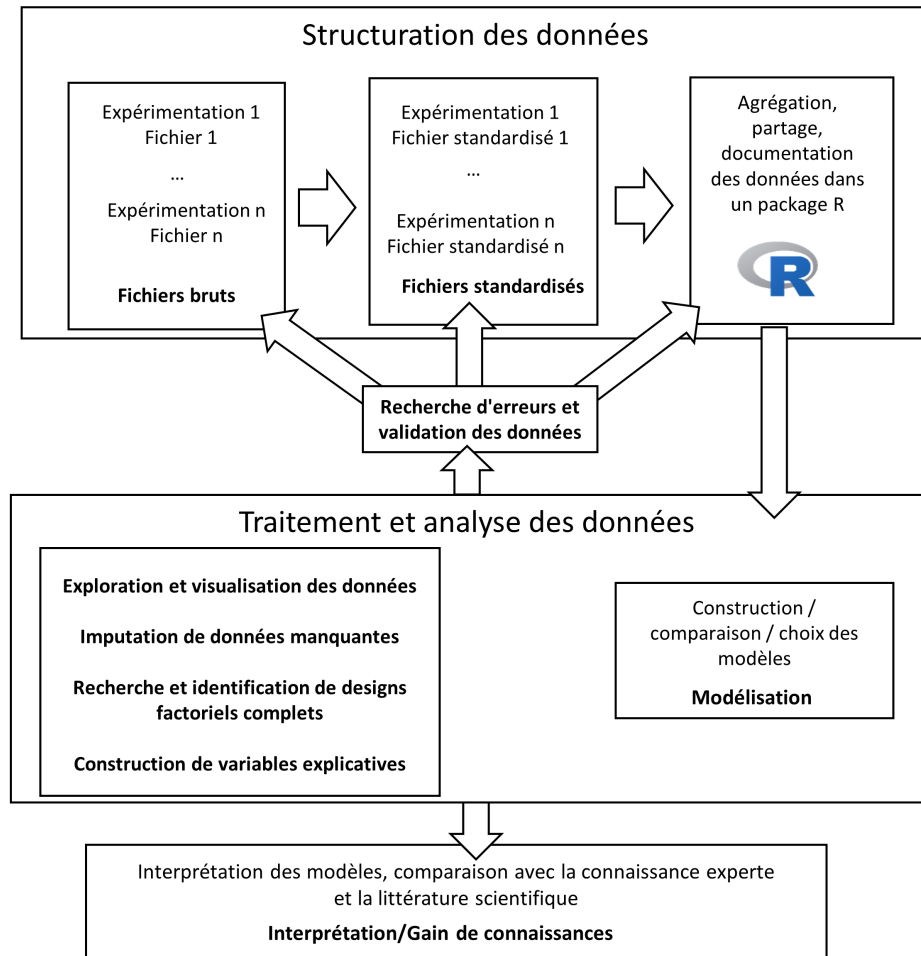 Structuration des données
Expérimentation 1
Fichier 1
...
Expérimentation n
Fichier n
Fichiers bruts
Expérimentation 1
Fichier standardisé 1
...
Expérimentation n
Fichier standardisé n
Fichiers standardisés
Agrégation,
partage,
documentation
des données dans
un package R
R
Recherche d'erreurs et
validation des données
Traitement et analyse des données
Exploration et visualisation des données
Imputation de données manquantes
Recherche et identification de designs
factoriels complets
Construction de variables explicatives
Construction /
comparaison / choix des
modèles
Modélisation
Interprétation des modèles, comparaison avec la connaissance experte
et la littérature scientifique
Interprétation/Gain de connaissances